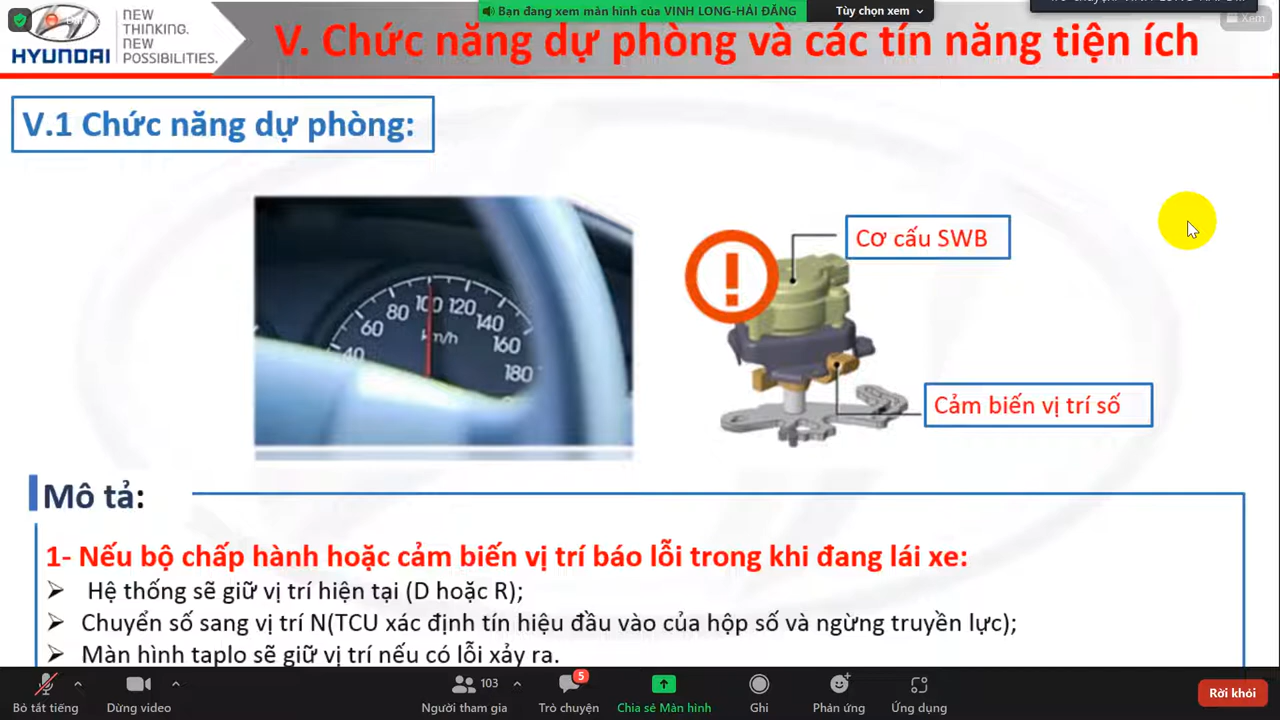 Bạn đang xem màn hình của VINH LONG-HẢI ĐĂNG
Tùy chọn xem
Xem
HYUNDAI
NEW
THINKING.
NEW
POSSIBILITIES.
V. Chức năng dự phòng và các tín năng tiện ích
V.1 Chức năng dự phòng:
40
60
80
100
120
140
160
180
km/h
Cơ cấu SWB
Cảm biến vị trí số
Mô tả:
1- Nếu bộ chấp hành hoặc cảm biến vị trí báo lỗi trong khi đang lái xe:
Hệ thống sẽ giữ vị trí hiện tại (D hoặc R);
Chuyển số sang vị trí N(TCU xác định tín hiệu đầu vào của hộp số và ngừng truyền lực);
Màn hình taplo sẽ giữ vị trí nếu có lỗi xảy ra.
Bỏ tắt tiếng
Dừng video
103
Người tham gia
5
Trò chuyện
Chia sẻ Màn hình
Ghi
Phản ứng
Ứng dụng
Rời khỏi